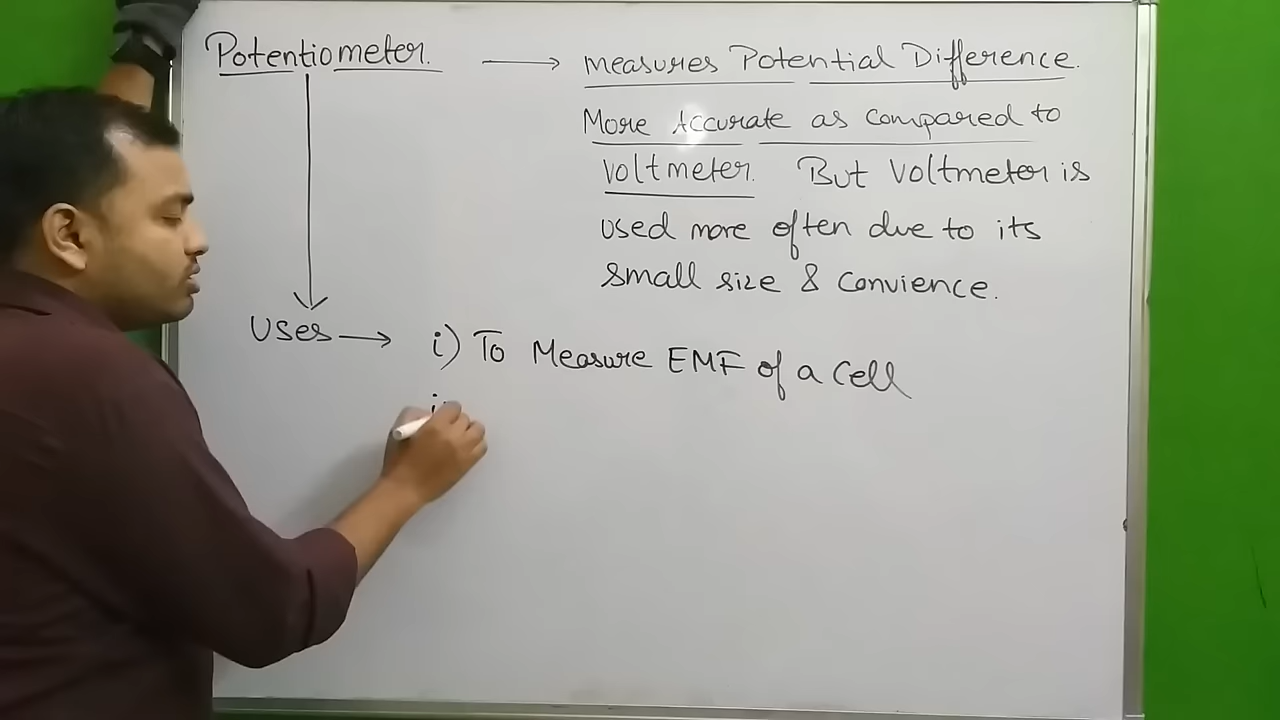 Potentiometer. → Measures Potential Difference.
More Accurate as compared to
voltmeter. But Voltmeter is
used more often due to its
small size & convience.
Uses → i) To Measure EMF of a Cell